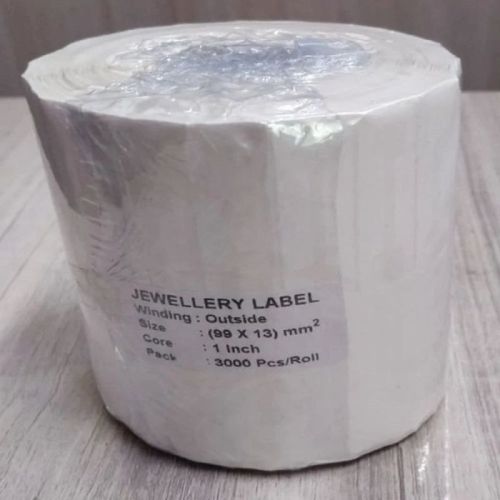 JEWELLERY LABEL
Winding : Outside
Size : (99 X 13) mm²
Core : 1 Inch
Pack : 3000 Pcs/Roll